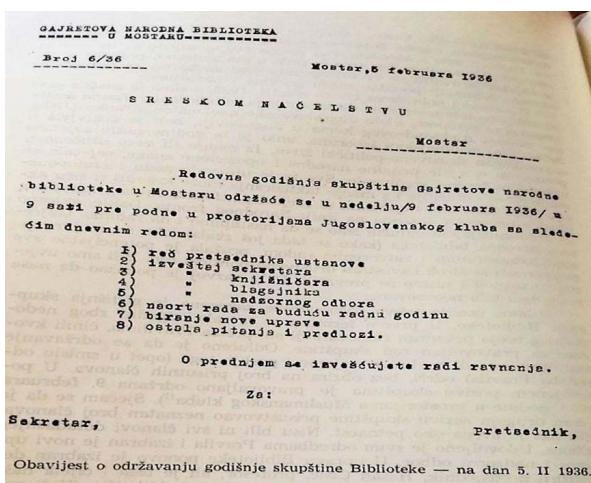 GAJRETOVA NARODNA BIBLIOTEKA
U MOSTARU
Broj 6/36
Mostar,5 februara 1936
SRESKOM NAČELSTVU
Mostar
Redovna godišnja skupština Gajretove narodne
biblioteke u Mostaru održaće se u nedelju/9 februara 1936/ u
9 sati pre podne u prostorijama Jugoslovenskog kluba sa slede-
ćim dnevnim redom:
1) reč pretsednika ustanove
2) izveštaj sekretara
3) " knjižničara
4) " blagajnika
5) " nadzornog odbora
6) nacrt rada za buduću radnu godinu
7) biranje nove uprave
8) ostala pitanja i predlozi.
O prednjem se izvešćujete radi ravnanja.
Za:
Sekretar,
Pretsednik,
Obavijest o održavanju godišnje skupštine Biblioteke — na dan 5. II 1936.